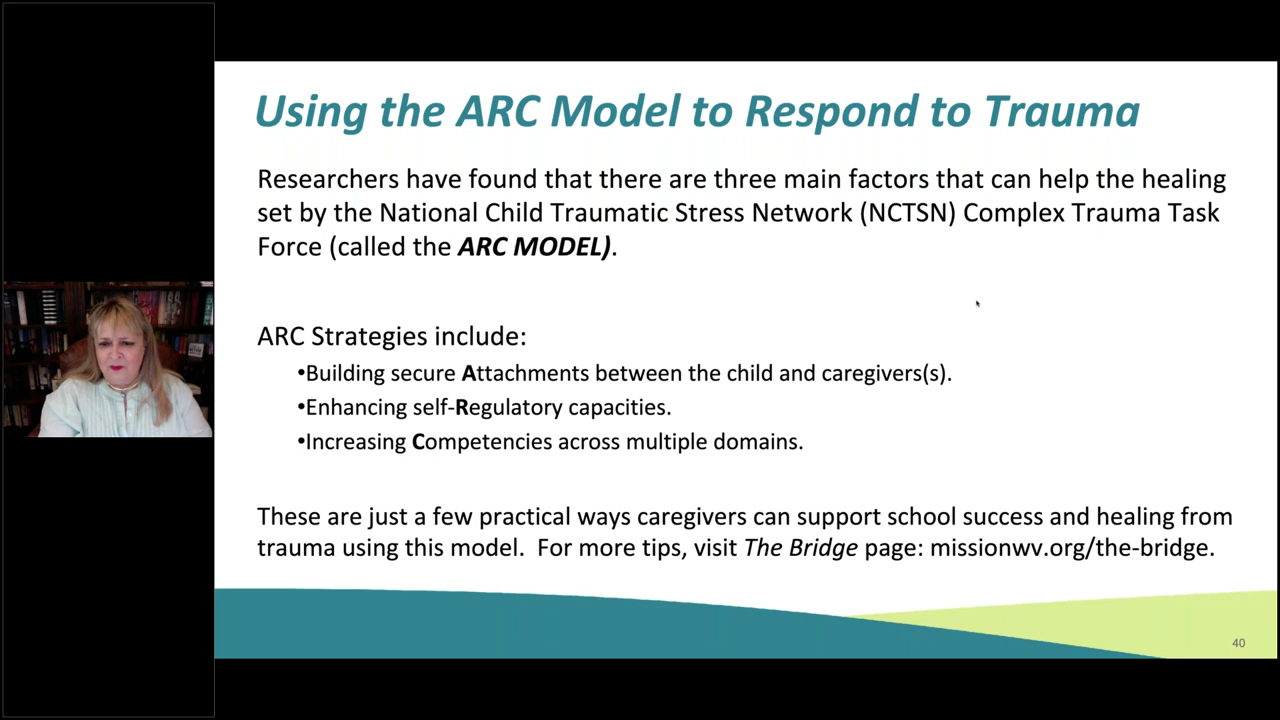 Using the ARC Model to Respond to Trauma
Researchers have found that there are three main factors that can help the healing
set by the National Child Traumatic Stress Network (NCTSN) Complex Trauma Task
Force (called the ARC MODEL).
ARC Strategies include:
•Building secure Attachments between the child and caregivers(s).
•Enhancing self-Regulatory capacities.
•Increasing Competencies across multiple domains.
These are just a few practical ways caregivers can support school success and healing from
trauma using this model.  For more tips, visit The Bridge page: missionwv.org/the-bridge.
40